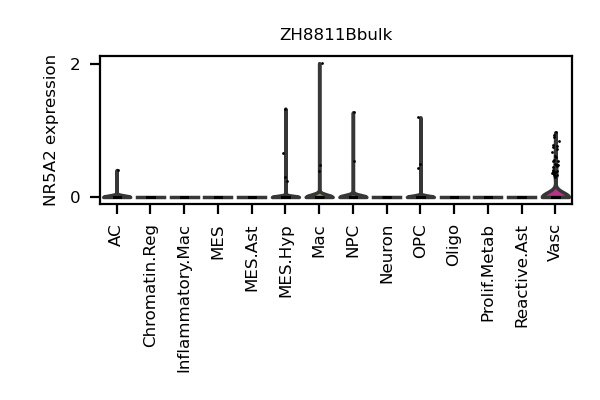 ZH8811Bbulk
NR5A2 expression
2
0
AC
Chromatin.Reg
Inflammatory.Mac
MES
MES.Ast
MES.Hyp
Mac
NPC
Neuron
OPC
Oligo
Prolif.Metab
Reactive.Ast
Vasc